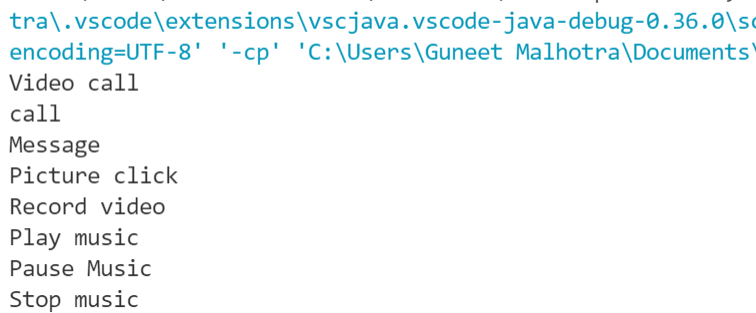 tra\.vscode\extensions\vscjava.vscode-java-debug-0.36.0\sc
encoding=UTF-8' '-cp' 'C:\Users\Guneet Malhotra\Documents\
Video call
call
Message
Picture click
Record video
Play music
Pause Music
Stop music